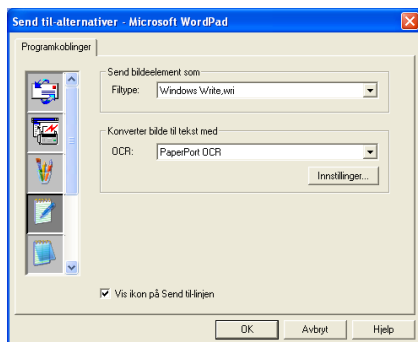 Send til-alternativer - Microsoft WordPad
Programkoblinger
Send bildeelement som
Filtype: Windows Write,wri
Konverter bilde til tekst med
OCR: PaperPort OCR
Innstillinger...
Vis ikon på Send til-linjen
OK Avbryt Hjelp